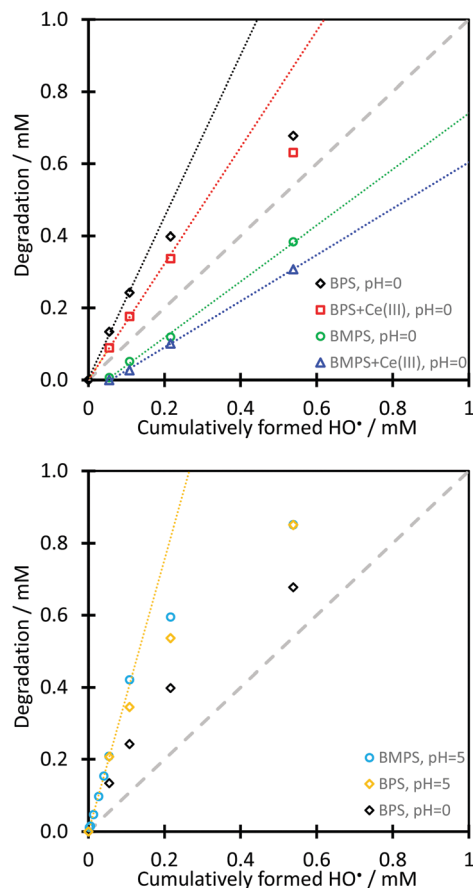 1.0
0.8
0.6
0.4
0.2
0.0
Degradation / mM
BPS, pH=0
BPS+Ce(III), pH=0
BMPS, pH=0
BMPS+Ce(III), pH=0
0 0.2 0.4 0.6 0.8 1
Cumulatively formed HO• / mM
1.0
0.8
0.6
0.4
0.2
0.0
Degradation / mM
BMPS, pH=5
BPS, pH=5
BPS, pH=0
0 0.2 0.4 0.6 0.8 1
Cumulatively formed HO• / mM